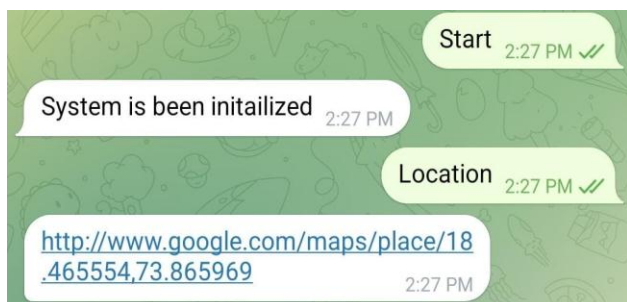 Start 2:27 PM
System is been initailized 2:27 PM
Location 2:27 PM
http://www.google.com/maps/place/18
.465554,73.865969
2:27 PM